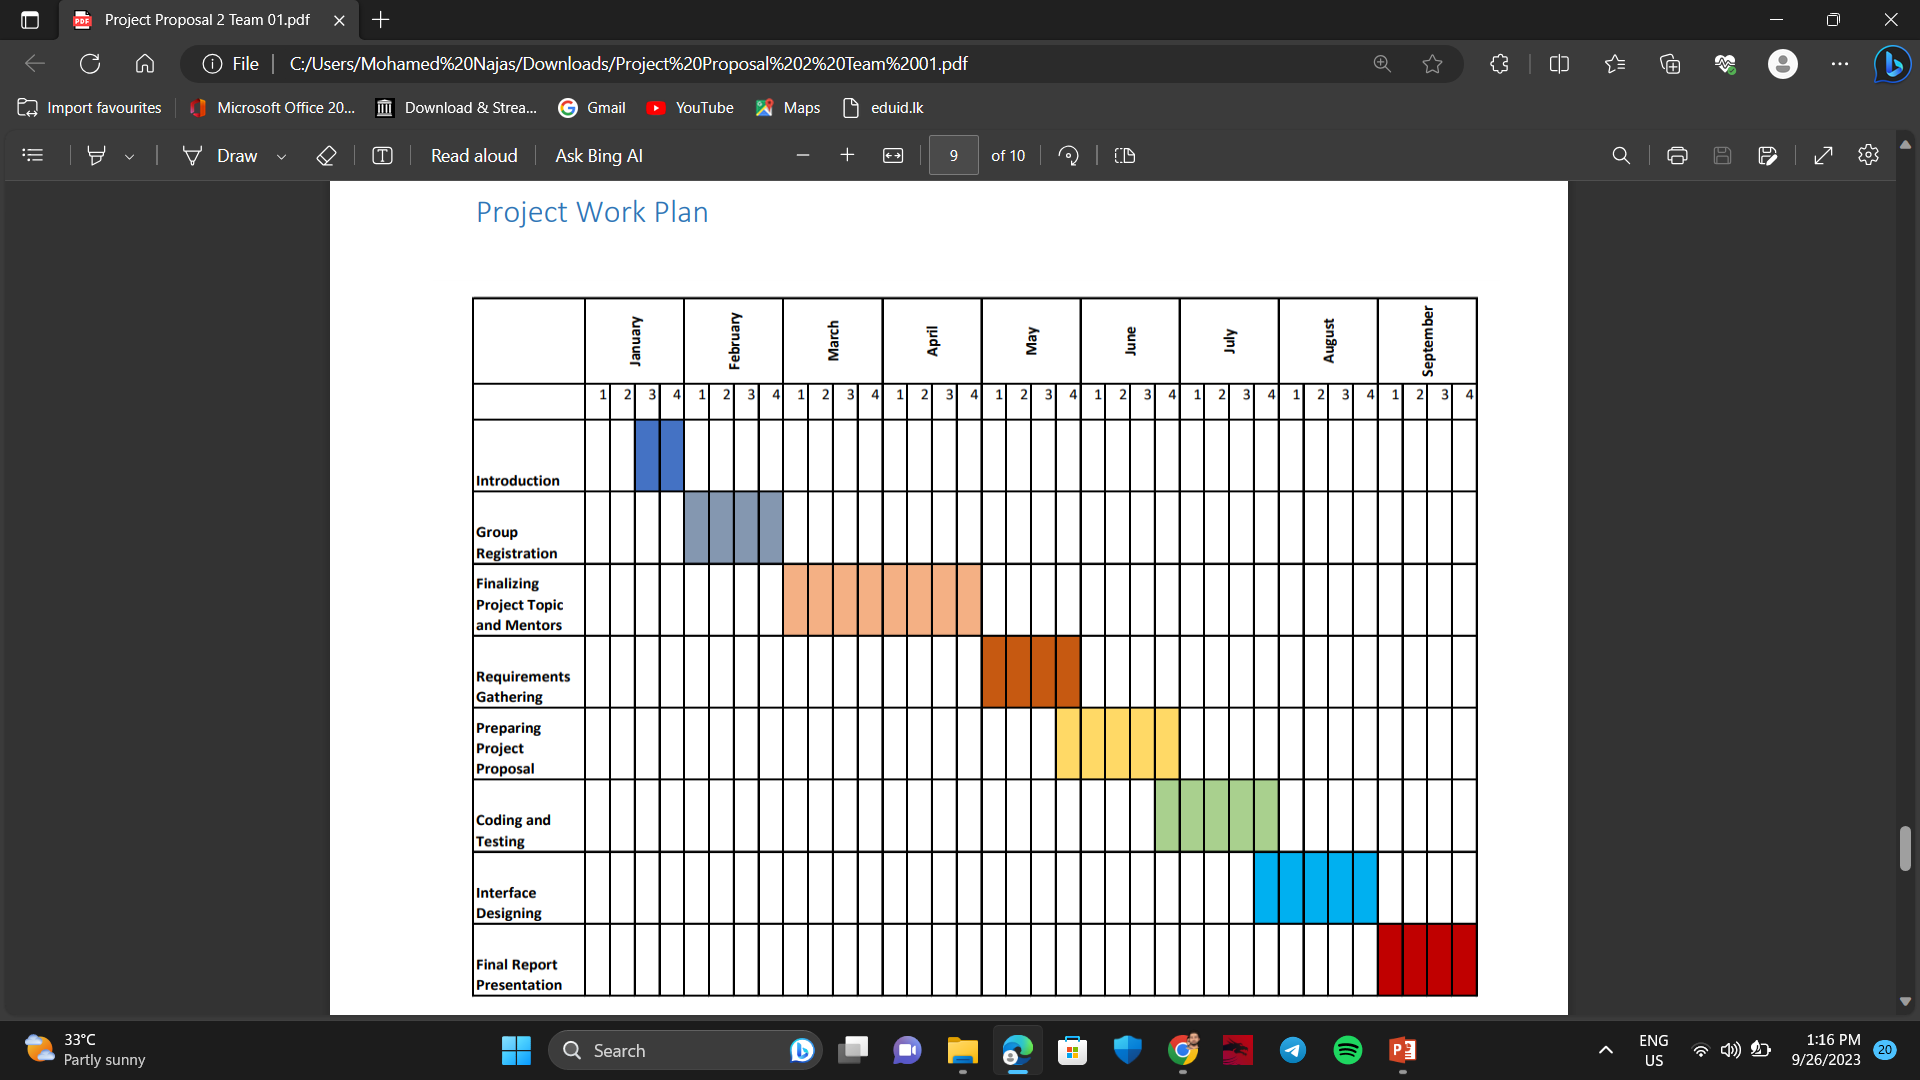 Project Proposal 2 Team 01.pdf
File
C:/Users/Mohamed%20Najas/Downloads/Project%20Proposal%202%20Team%2001.pdf
Import favourites
Microsoft Office 20...
Download & Strea...
Gmail
YouTube
Maps
eduid.lk
Draw
Read aloud
Ask Bing AI
9
of 10
Project Work Plan
January February March April May June July August September
1 2 3 4 1 2 3 4 1 2 3 4 1 2 3 4 1 2 3 4 1 2 3 4 1 2 3 4 1 2 3 4 1 2 3 4
Introduction
Group
Registration
Finalizing
Project Topic
and Mentors
Requirements
Gathering
Preparing
Project
Proposal
Coding and
Testing
Interface
Designing
Final Report
Presentation
33°C
Partly sunny
Search
ENG
US
1:16 PM
9/26/2023
20